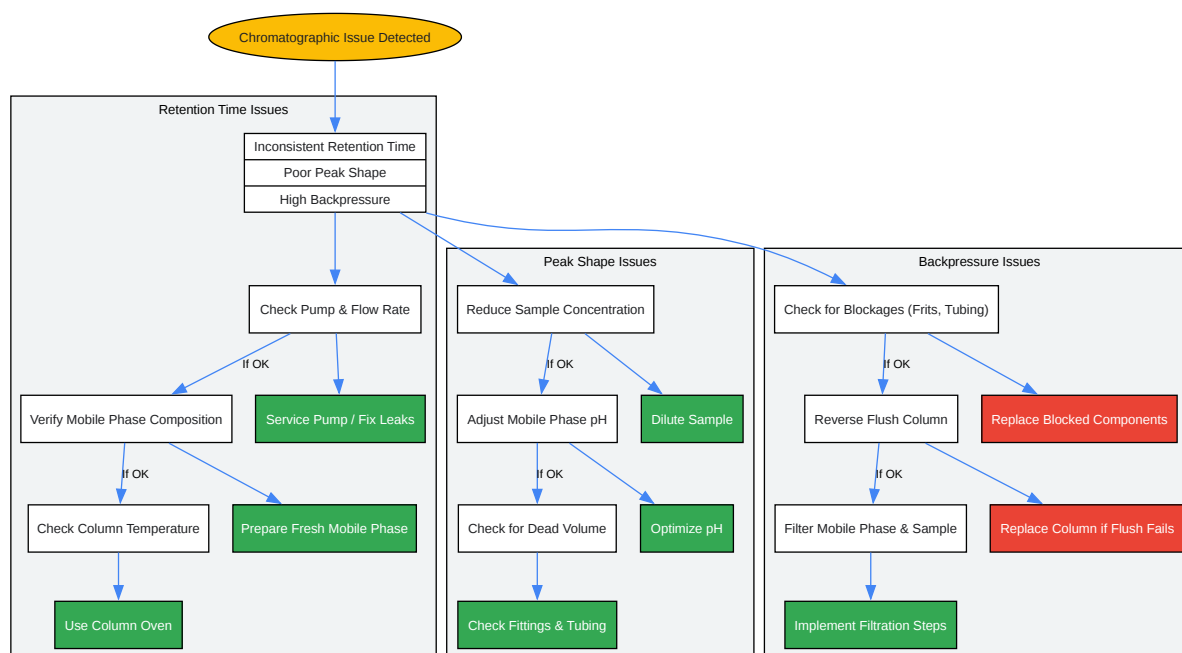 Chromatographic Issue Detected
Retention Time Issues
Inconsistent Retention Time
Poor Peak Shape
High Backpressure
Peak Shape Issues
Backpressure Issues
Check Pump & Flow Rate
Reduce Sample Concentration
Check for Blockages (Frits, Tubing)
If OK
If OK
If OK
Verify Mobile Phase Composition
Service Pump / Fix Leaks
Adjust Mobile Phase pH
Dilute Sample
Reverse Flush Column
Replace Blocked Components
If OK
If OK
If OK
Check Column Temperature
Prepare Fresh Mobile Phase
Check for Dead Volume
Optimize pH
Filter Mobile Phase & Sample
Replace Column if Flush Fails
Use Column Oven
Check Fittings & Tubing
Implement Filtration Steps